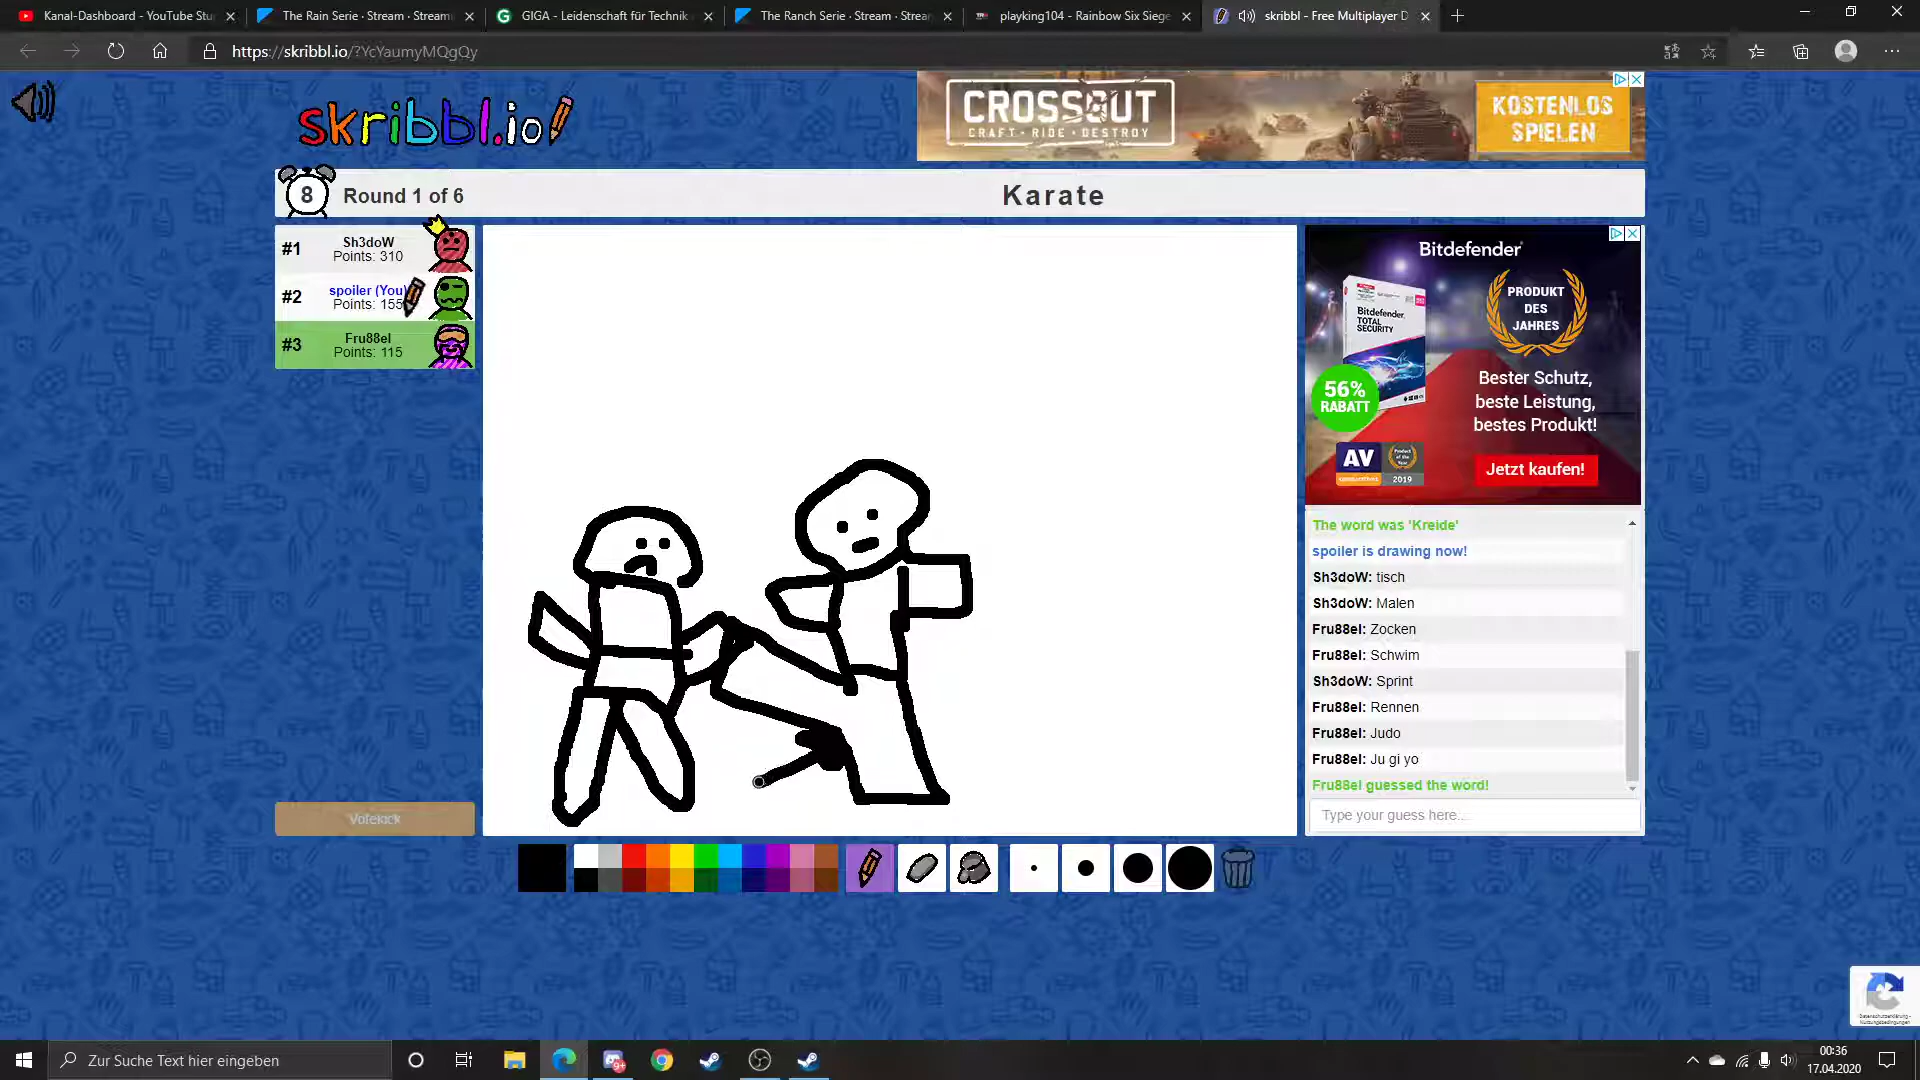 Kanal-Dashboard - YouTube Stu
The Rain Serie · Stream · Stream
GIGA - Leidenschaft für Technik
The Ranch Serie · Stream · Strea
playking104 - Rainbow Six Siege
skribbl - Free Multiplayer D
https://skribbl.io/?YcYaumyMQgQy
skribbl.io
CROSSOUT
CRAFT · RIDE · DESTROY
KOSTENLOS
SPIELEN
8
Round 1 of 6
Karate
#1
Sh3doW
Points: 310
#2
spoiler (You)
Points: 155
#3
Fru88el
Points: 115
Votekick
Bitdefender
Bitdefender
TOTAL
SECURITY
PRODUKT
DES
JAHRES
56%
RABATT
Bester Schutz,
beste Leistung,
bestes Produkt!
AV
2019
Jetzt kaufen!
The word was 'Kreide'
spoiler is drawing now!
Sh3doW: tisch
Sh3doW: Malen
Fru88el: Zocken
Fru88el: Schwim
Sh3doW: Sprint
Fru88el: Rennen
Fru88el: Judo
Fru88el: Ju gi yo
Fru88el guessed the word!
Type your guess here...
Zur Suche Text hier eingeben
9+
00:36
17.04.2020